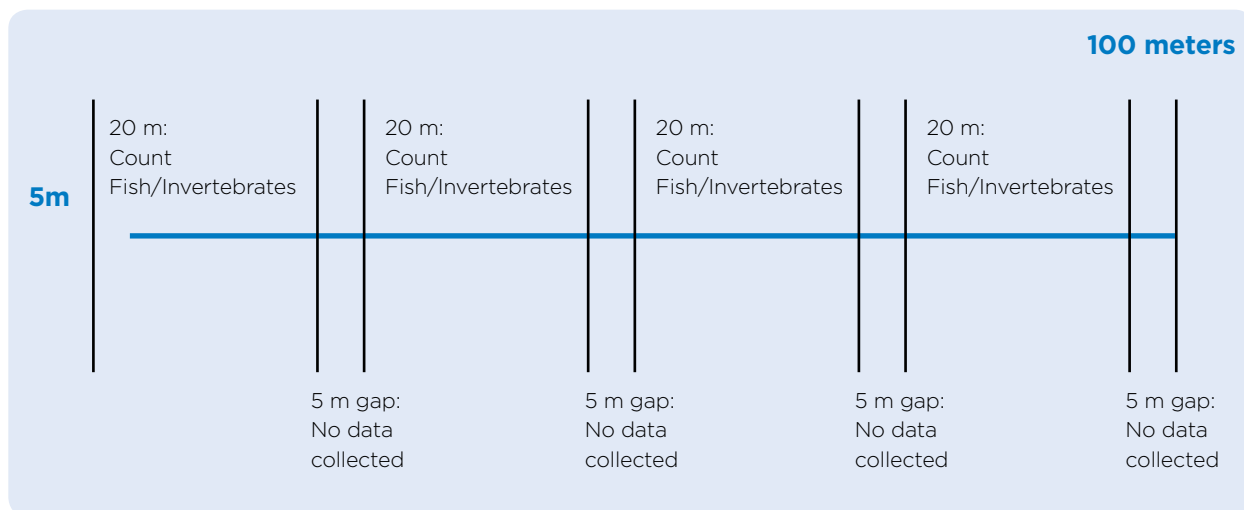 100 meters
5m
20 m:
Count
Fish/Invertebrates
20 m:
Count
Fish/Invertebrates
20 m:
Count
Fish/Invertebrates
20 m:
Count
Fish/Invertebrates
5 m gap:
No data
collected
5 m gap:
No data
collected
5 m gap:
No data
collected
5 m gap:
No data
collected